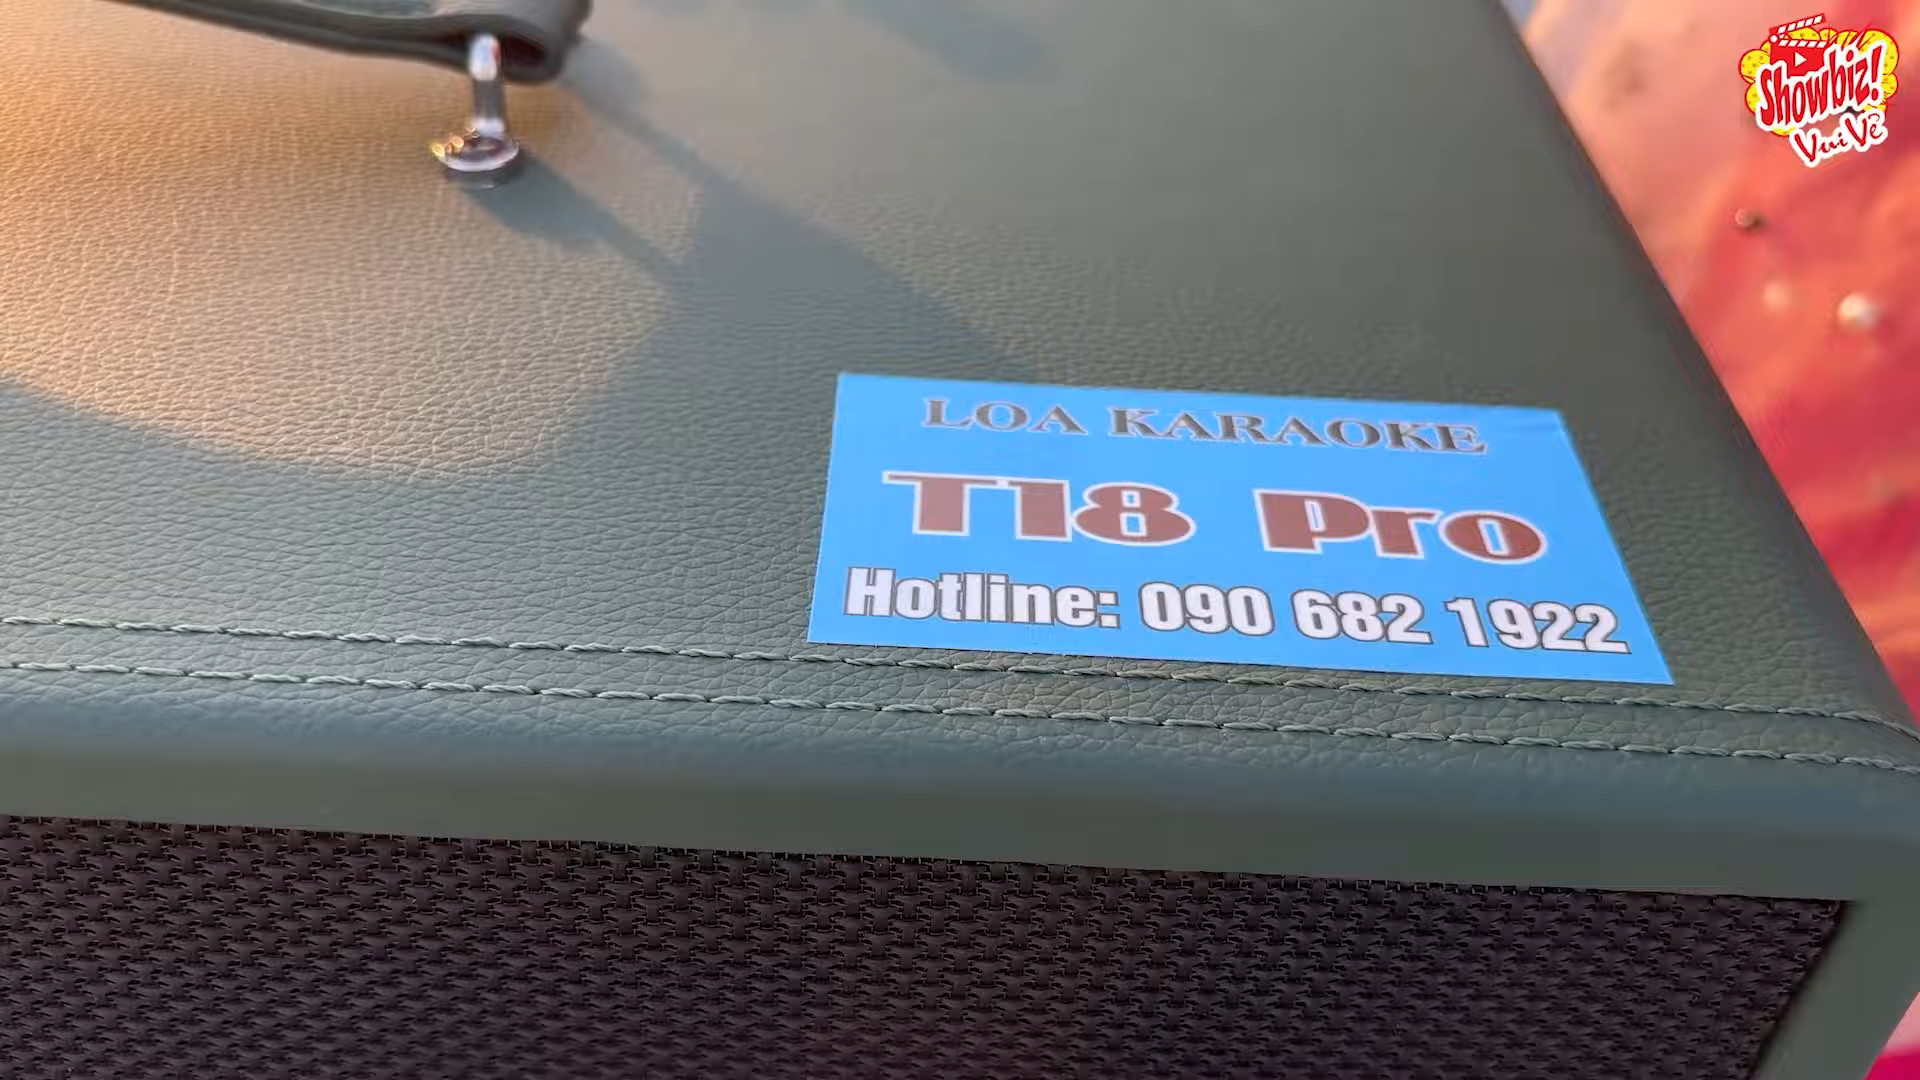 Showbiz!
Vui Vẻ
LOA KARAOKE
T18 Pro
Hotline: 090 682 1922